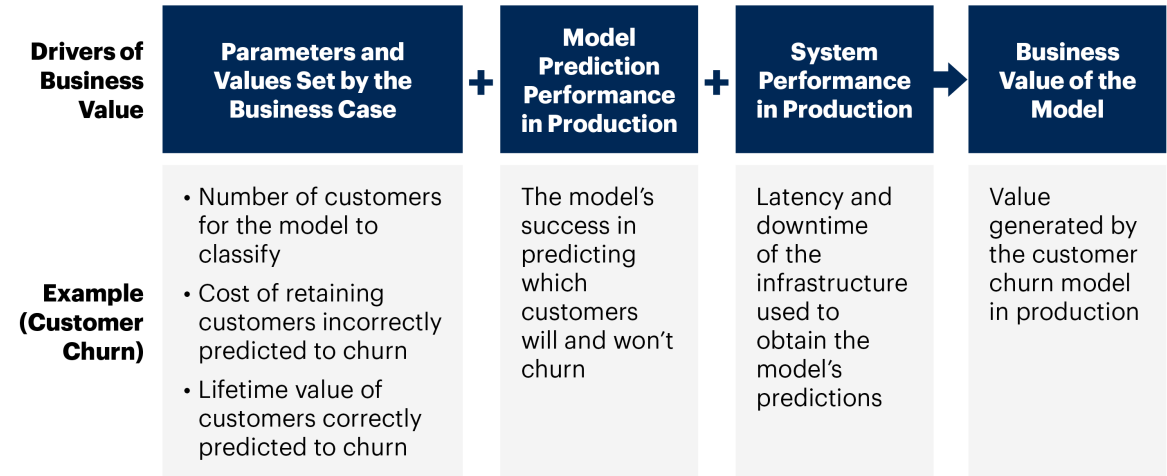 Drivers of
Business
Value
Parameters and
Values Set by the
Business Case
+
Model
Prediction
Performance
in Production
+
System
Performance
in Production
Business
Value of the
Model
Example
(Customer
Churn)
• Number of customers
for the model to
classify
• Cost of retaining
customers incorrectly
predicted to churn
• Lifetime value of
customers correctly
predicted to churn
The model’s
success in
predicting
which
customers
will and won’t
churn
Latency and
downtime
of the
infrastructure
used to
obtain the
model’s
predictions
Value
generated by
the customer
churn model
in production